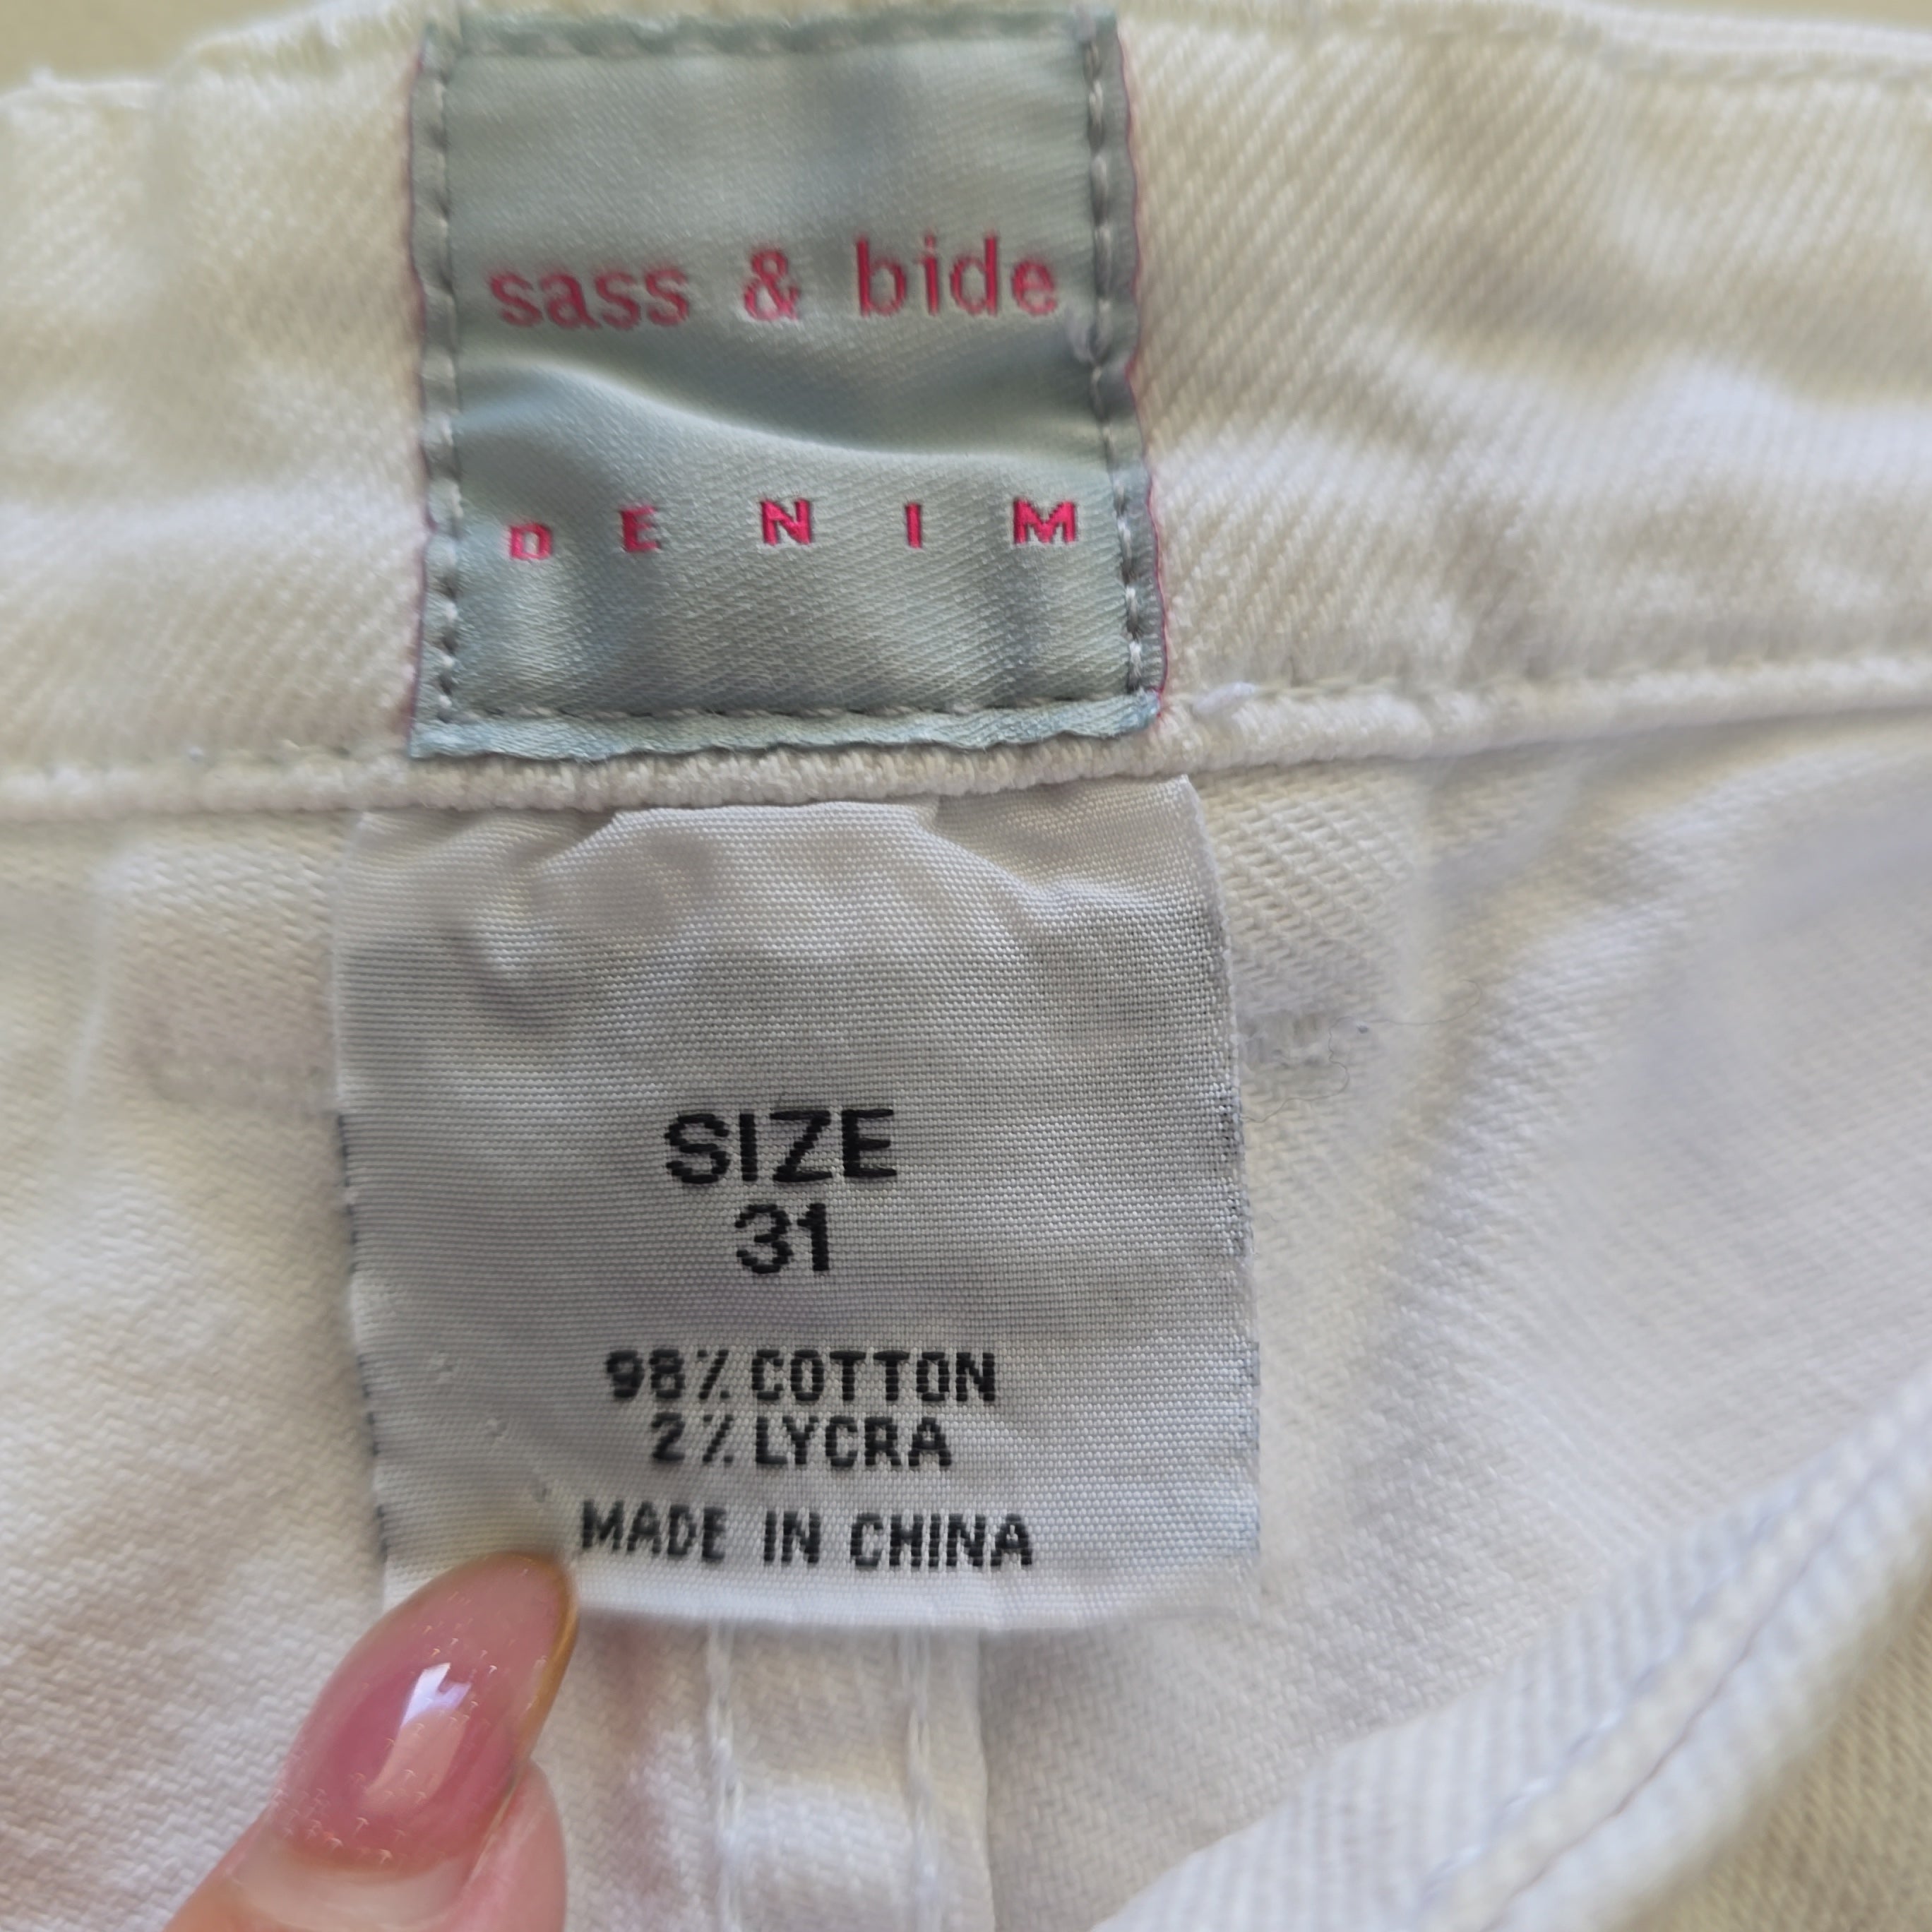 sass & bide
DENIM
SIZE
31
98% COTTON
2% LYCRA
MADE IN CHINA